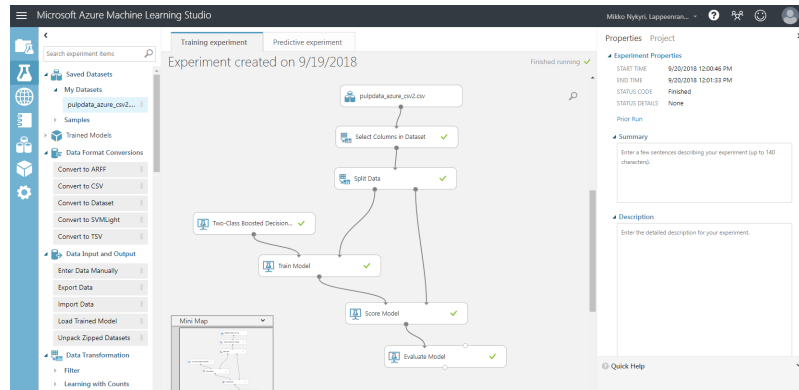 Microsoft Azure Machine Learning Studio
Mikko Nykyri, Lappeenran...
Search experiment items
Saved Datasets
My Datasets
pulpdata_azure_csv2....
Samples
Trained Models
Data Format Conversions
Convert to ARFF
Convert to CSV
Convert to Dataset
Convert to SVMLight
Convert to TSV
Data Input and Output
Enter Data Manually
Export Data
Import Data
Load Trained Model
Unpack Zipped Datasets
Data Transformation
Filter
Learning with Counts
Training experiment
Predictive experiment
Experiment created on 9/19/2018
Finished running
pulpdata_azure_csv2.csv
Select Columns in Dataset
Split Data
Two-Class Boosted Decision...
Train Model
Score Model
Evaluate Model
Mini Map
Properties Project
Experiment Properties
START TIME 9/20/2018 12:00:46 PM
END TIME 9/20/2018 12:01:33 PM
STATUS CODE Finished
STATUS DETAILS None
Prior Run
Summary
Enter a few sentences describing your experiment (up to 140
characters).
Description
Enter the detailed description for your experiment.
Quick Help